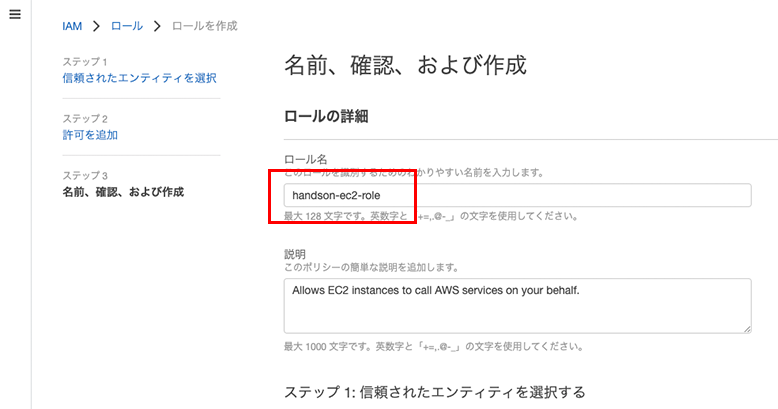 IAM > ロール > ロールを作成
ステップ 1
信頼されたエンティティを選択
ステップ 2
許可を追加
ステップ 3
名前、確認、および作成
名前、確認、および作成
ロールの詳細
ロール名
このロールを識別するためのわかりやすい名前を入力します。
handson-ec2-role
最大 128 文字です。英数字と「+=,.@-_」の文字を使用してください。
説明
このポリシーの簡単な説明を追加します。
Allows EC2 instances to call AWS services on your behalf.
最大 1000 文字です。英数字と「+=,.@-_」の文字を使用してください。
ステップ 1: 信頼されたエンティティを選択する